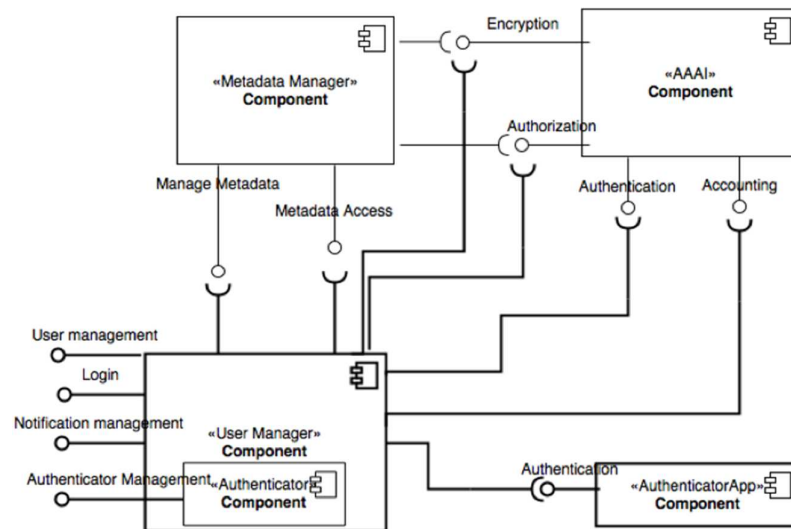 Encryption
«Metadata Manager»
Component
«AAAI»
Component
Authorization
Manage Metadata
Metadata Access
Authentication
Accounting
User management
Login
Notification management
Authenticator Management
«User Manager»
Component
«Authenticator»
Component
Authentication
«AuthenticatorApp»
Component